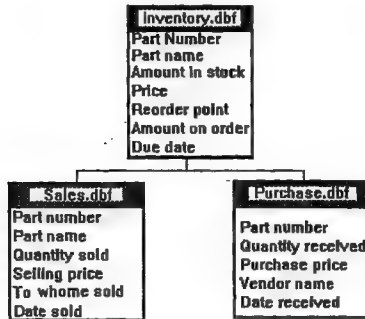 Inventory.dbf
Part Number
Part name
Amount in stock
Price
Reorder point
Amount on order
Due date
Sales.dbf
Part number
Part name
Quantity sold
Selling price
To whome sold
Date sold
Purchase.dbf
Part number
Quantity received
Purchase price
Vendor name
Date received